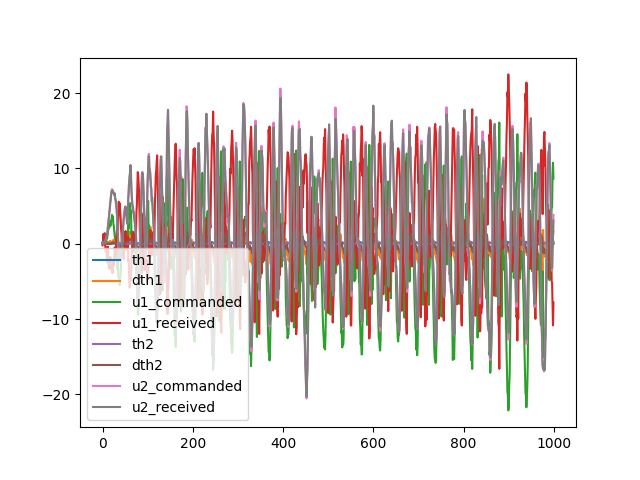 20
10
0
−10
−20
th1
dth1
u1_commanded
u1_received
th2
dth2
u2_commanded
u2_received
0 200 400 600 800 1000